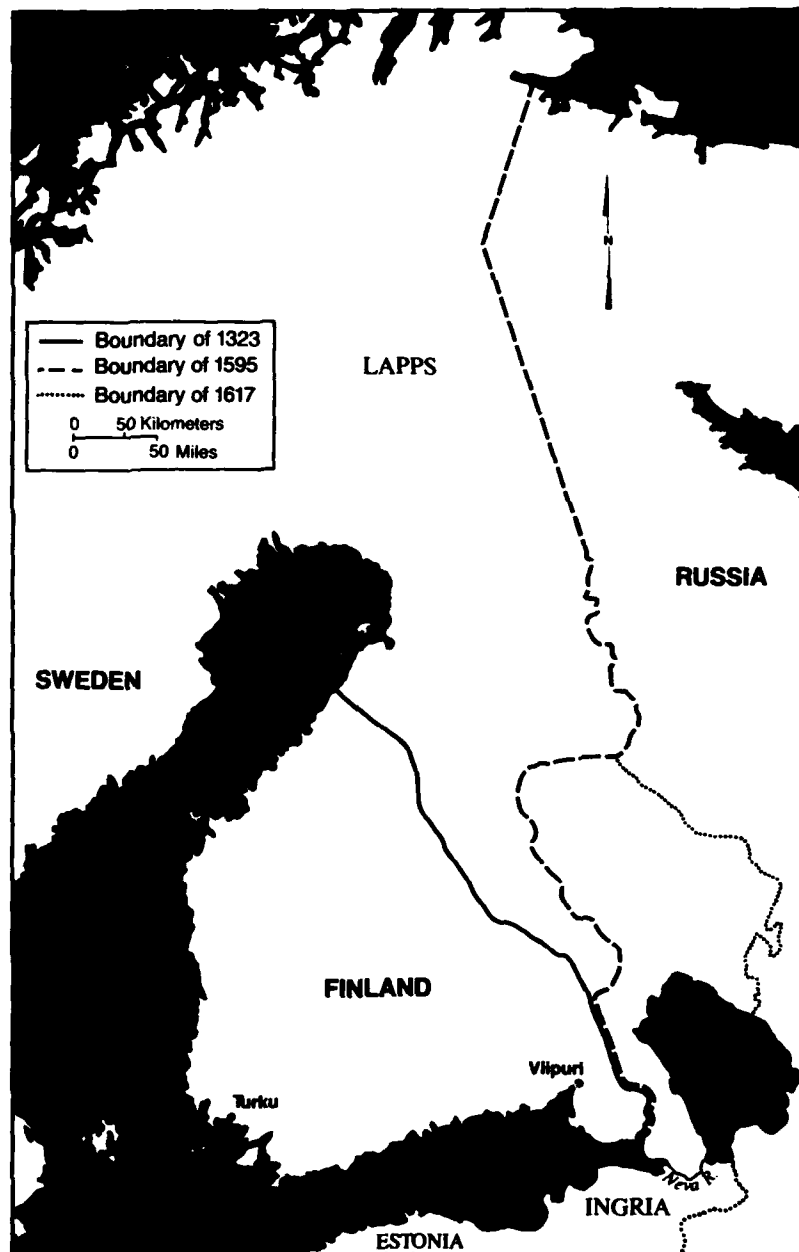 N
Boundary of 1323
Boundary of 1595
Boundary of 1617
0 50 Kilometers
0 50 Miles
LAPPS
RUSSIA
SWEDEN
FINLAND
Viipuri
Turku
Neva R.
INGRIA
ESTONIA